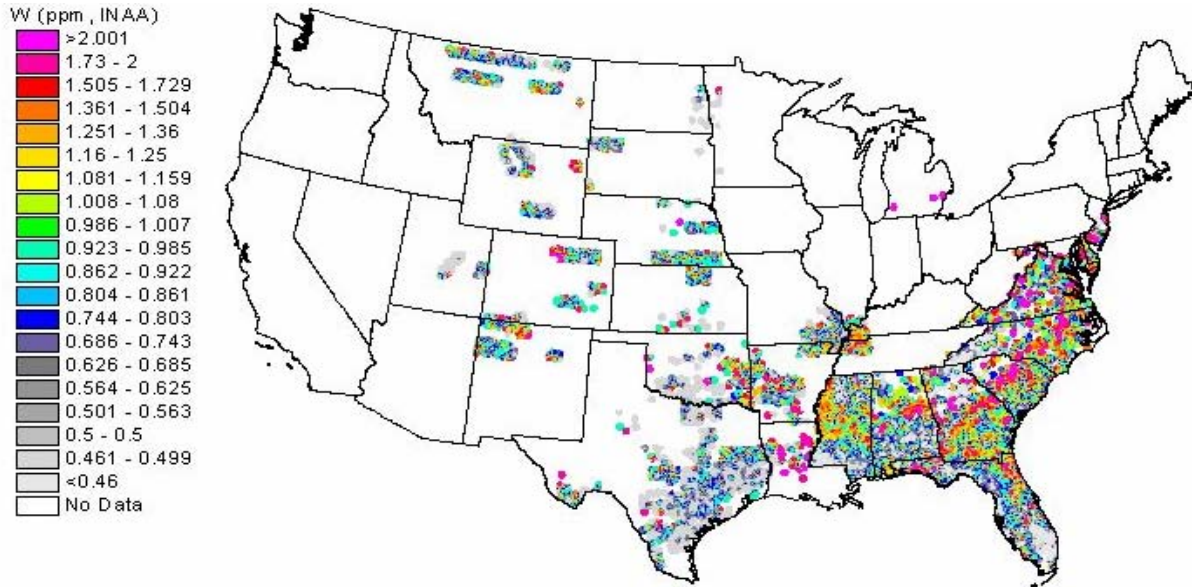 W (ppm, INAA)
>2.001
1.73 - 2
1.505 - 1.729
1.361 - 1.504
1.251 - 1.36
1.16 - 1.25
1.081 - 1.159
1.008 - 1.08
0.986 - 1.007
0.923 - 0.985
0.862 - 0.922
0.804 - 0.861
0.744 - 0.803
0.686 - 0.743
0.626 - 0.685
0.564 - 0.625
0.501 - 0.563
0.5 - 0.5
0.461 - 0.499
<0.46
No Data